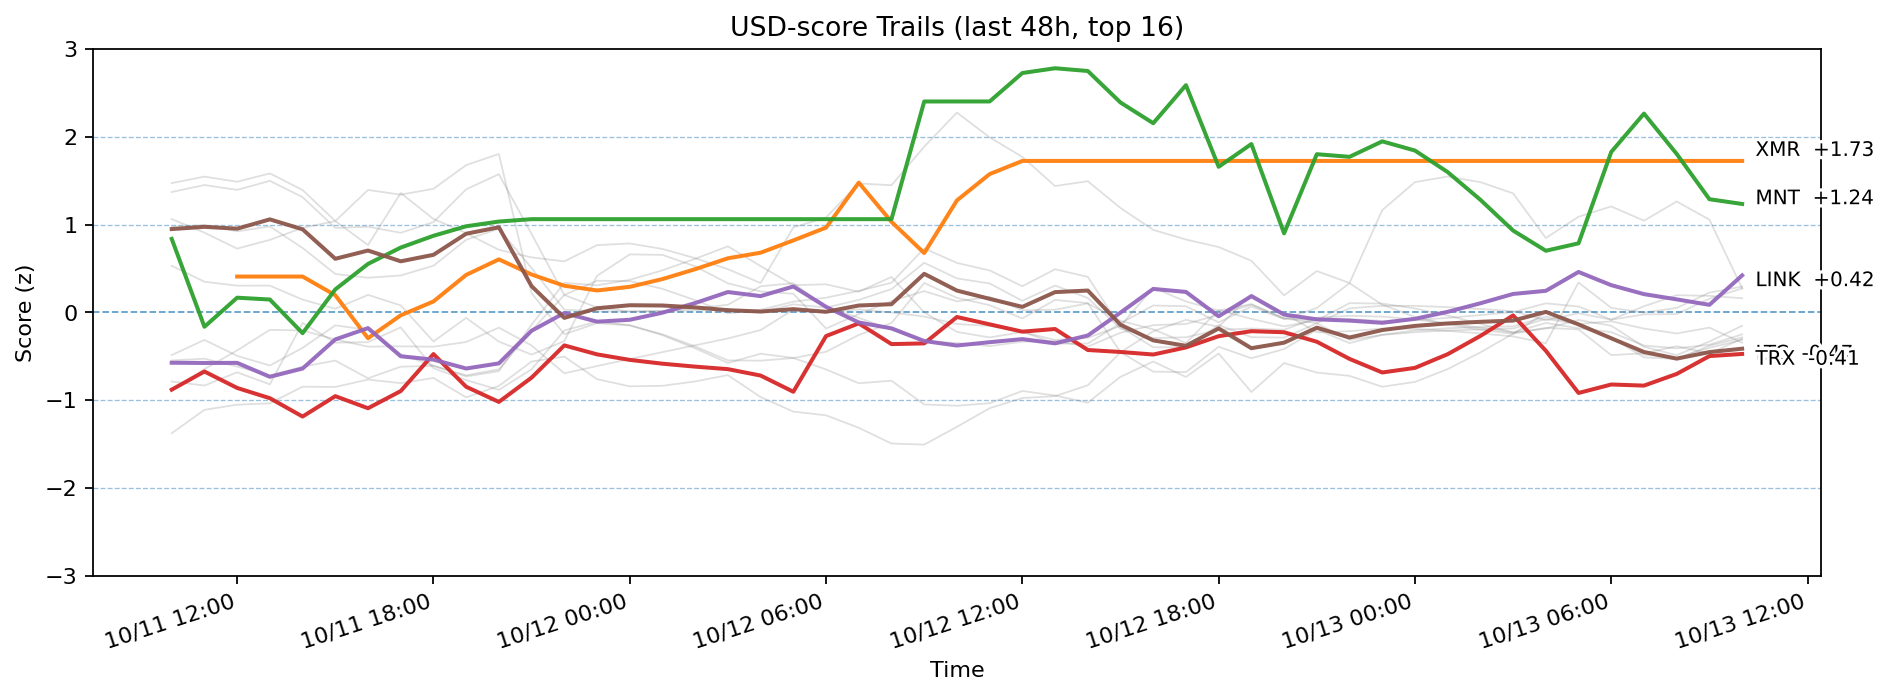 USD-score Trails (last 48h, top 16)
Score (z)
3
2
1
0
−1
−2
−3
XMR +1.73
MNT +1.24
LINK +0.42
TRX -0.41
10/11 12:00
10/11 18:00
10/12 00:00
10/12 06:00
10/12 12:00
10/12 18:00
10/13 00:00
10/13 06:00
10/13 12:00
Time